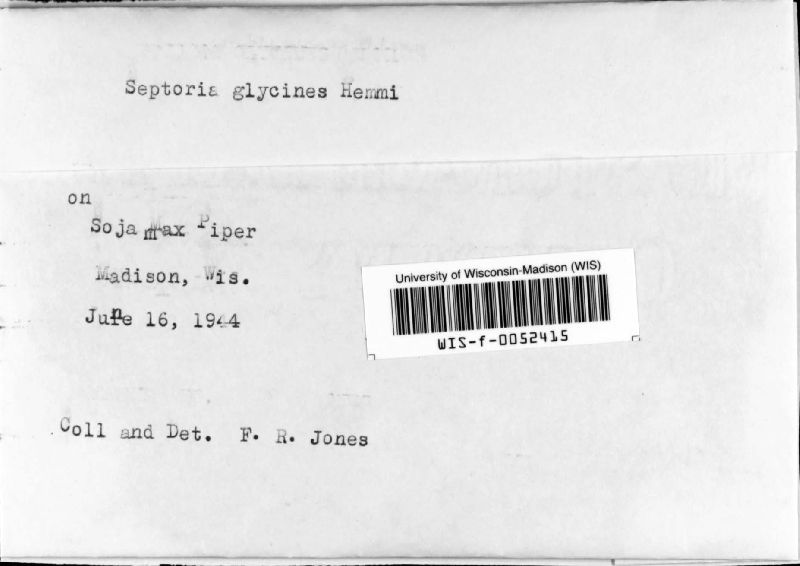 Septoria glycines Hemmi
on
Soja max Piper
Madison, Wis.
June 16, 1944
University of Wisconsin-Madison (WIS)
WIS-f-0052415
Coll and Det. F. R. Jones